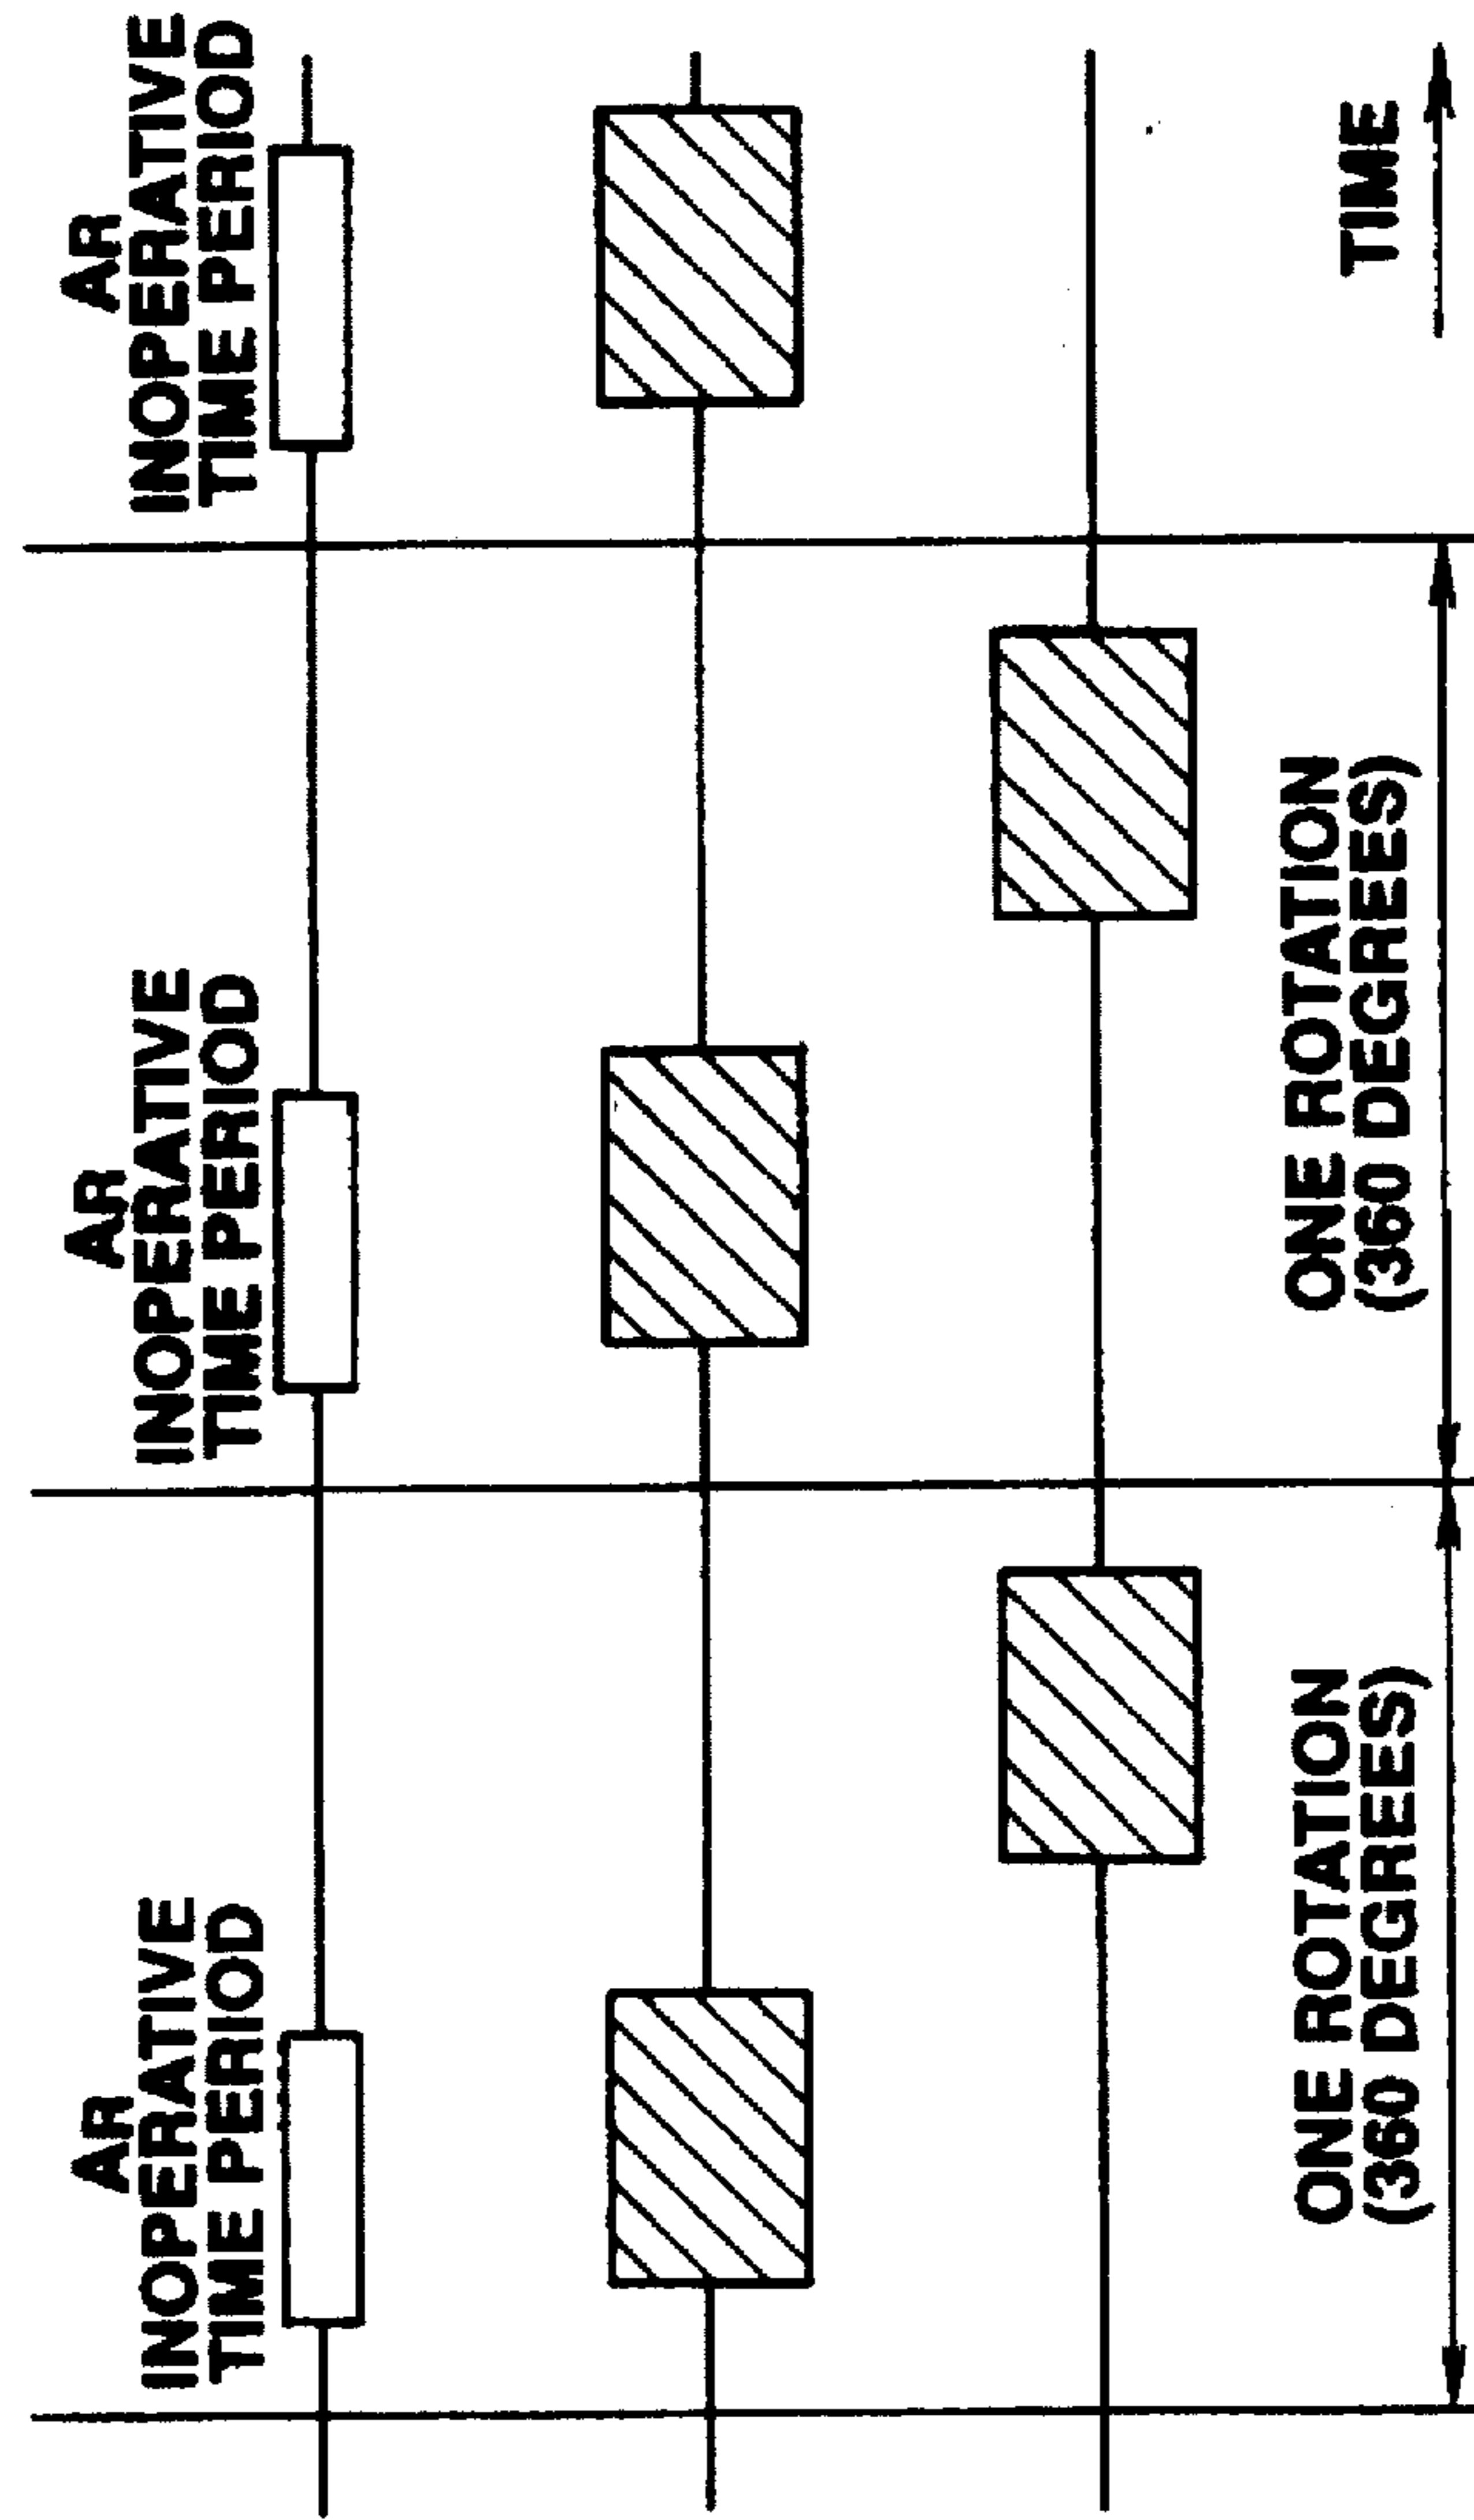 AR
INOPERATIVE
TIME PERIOD
AR
INOPERATIVE
TIME PERIOD
AR
INOPERATIVE
TIME PERIOD
ONE ROTATION
(360 DEGREES)
ONE ROTATION
(360 DEGREES)
TIME